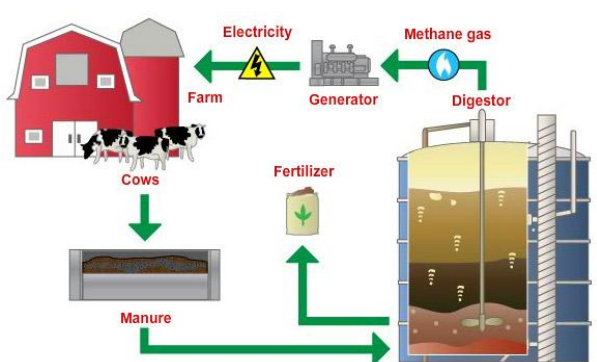 Electricity
Methane gas
Farm
Generator
Digestor
Cows
Fertilizer
Manure